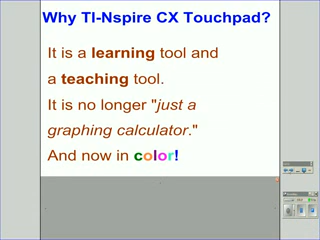 Why TI-Nspire CX Touchpad?
It is a learning tool and
a teaching tool.
It is no longer "just a
graphing calculator."
And now in color!